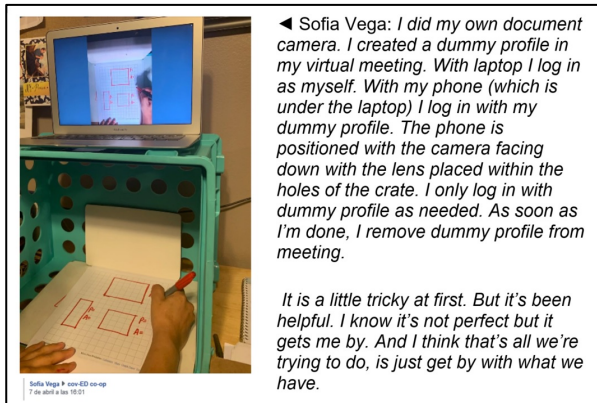 ◄ Sofia Vega: I did my own document
camera. I created a dummy profile in
my virtual meeting. With laptop I log in
as myself. With my phone (which is
under the laptop) I log in with my
dummy profile. The phone is
positioned with the camera facing
down with the lens placed within the
holes of the crate. I only log in with
dummy profile as needed. As soon as
I'm done, I remove dummy profile from
meeting.
It is a little tricky at first. But it's been
helpful. I know it's not perfect but it
gets me by. And I think that's all we're
trying to do, is just get by with what we
have.
Sofia Vega ▸ cov-ED co-op
7 de abril a las 16:01